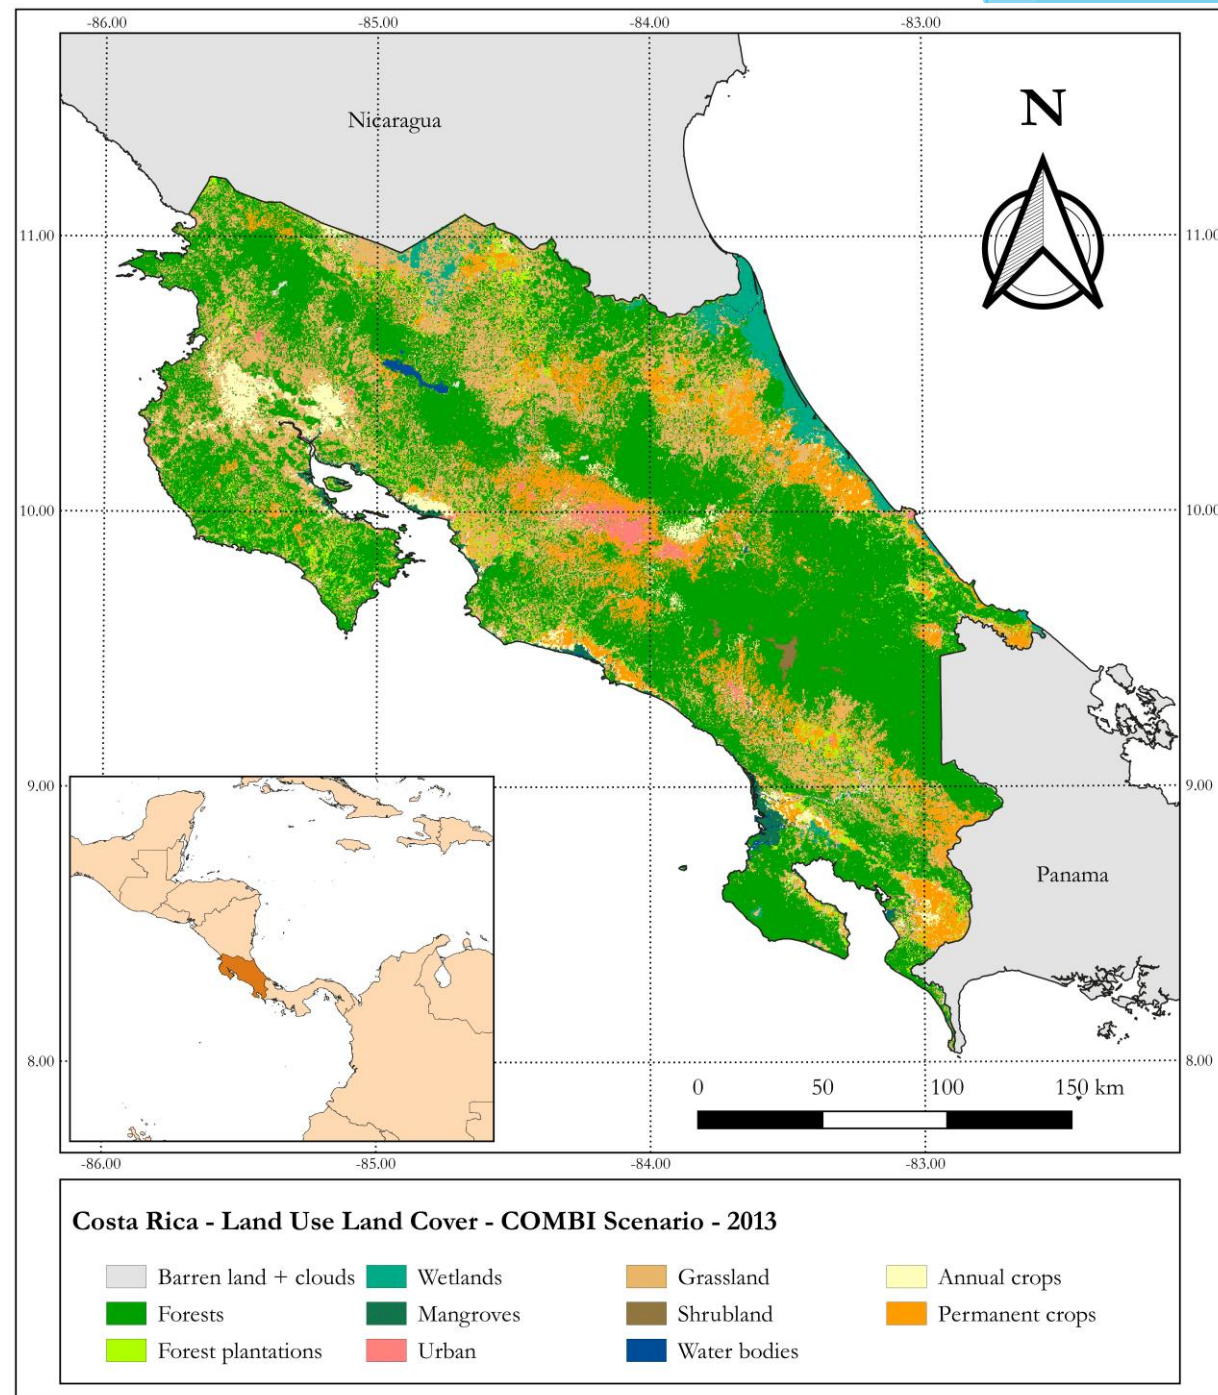 -86.00 -85.00 -84.00 -83.00
Nicaragua
N
11.00 11.00
10.00 10.00
9.00 9.00
Panama
8.00 8.00
0 50 100 150 km
-86.00 -85.00 -84.00 -83.00
Costa Rica - Land Use Land Cover - COMBI Scenario - 2013
Barren land + clouds Wetlands Grassland Annual crops
Forests Mangroves Shrubland Permanent crops
Forest plantations Urban Water bodies